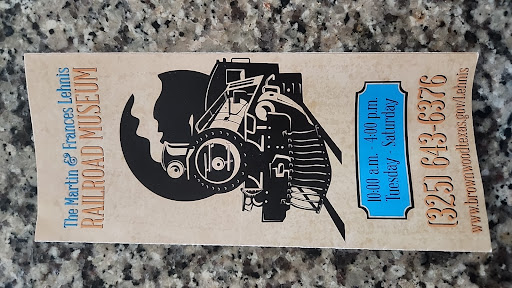 The Martin & Frances Lehnis
RAILROAD MUSEUM
10:00 a.m. - 4:00 p.m.
Tuesday - Saturday
(325) 643-6376
www.brownwoodtexas.gov/Lehnis